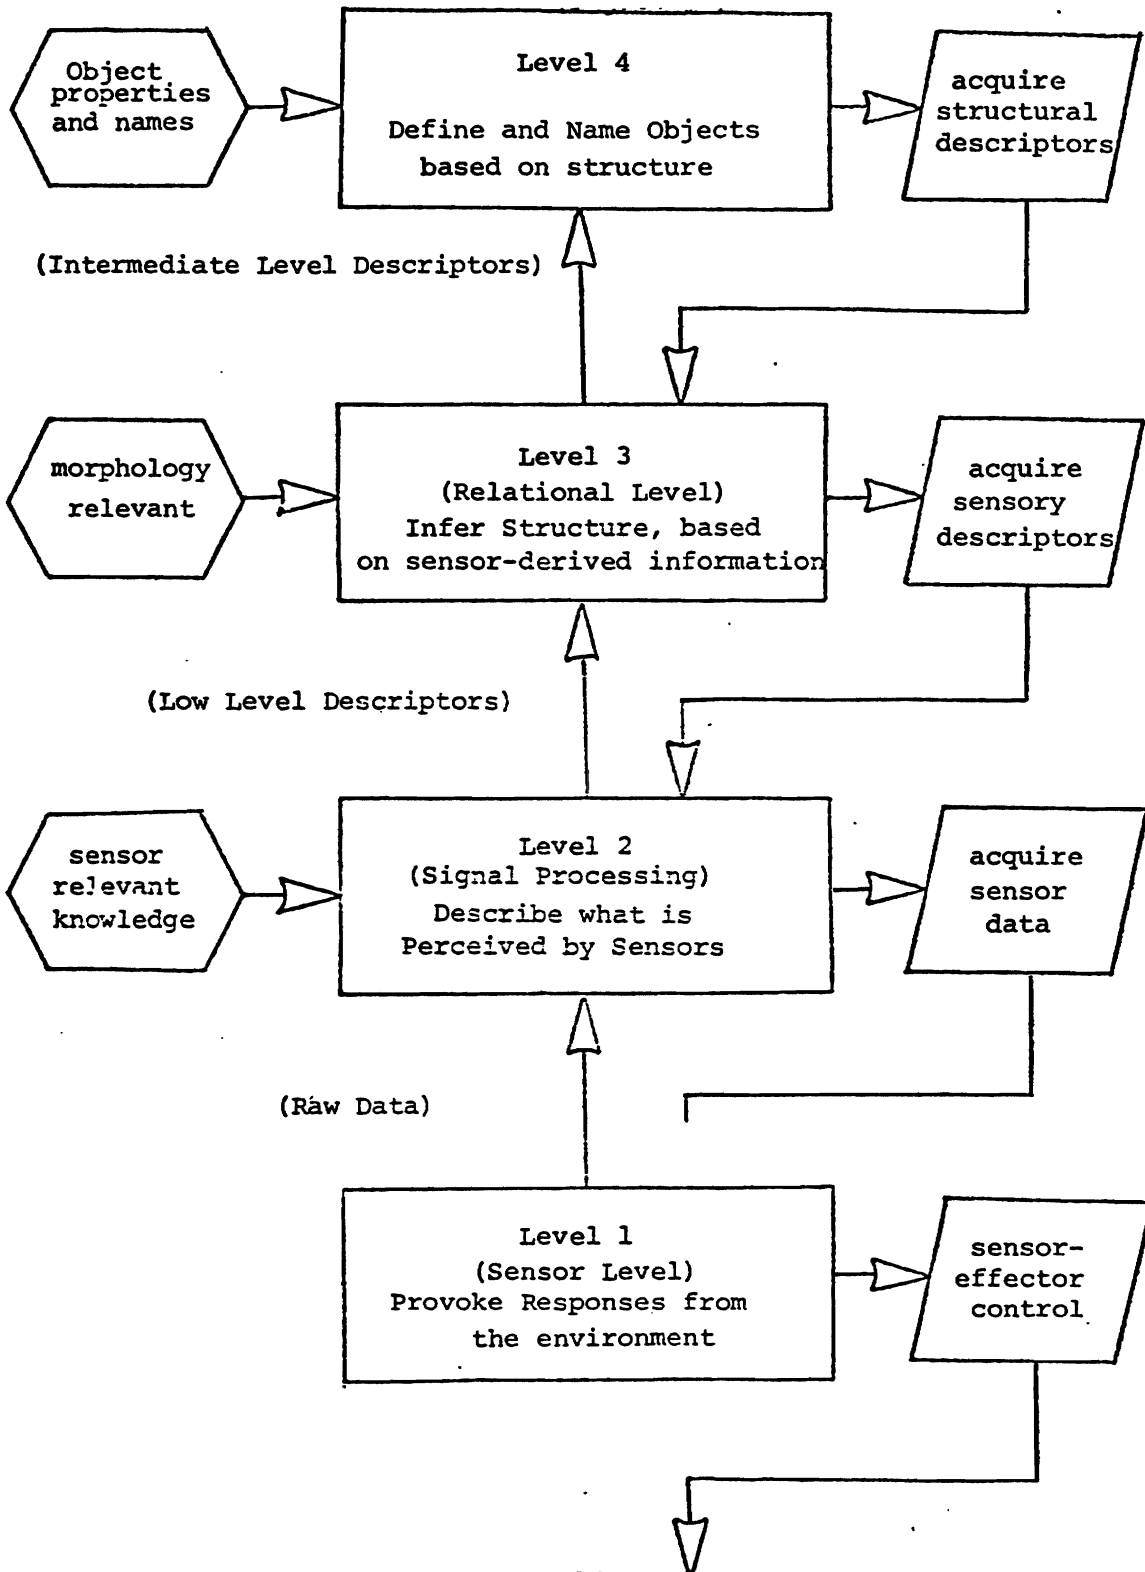 Object
properties
and names
Level 4
Define and Name Objects
based on structure
acquire
structural
descriptors
(Intermediate Level Descriptors)
morphology
relevant
Level 3
(Relational Level)
Infer Structure, based
on sensor-derived information
acquire
sensory
descriptors
(Low Level Descriptors)
sensor
relevant
knowledge
Level 2
(Signal Processing)
Describe what is
Perceived by Sensors
acquire
sensor
data
(Raw Data)
Level 1
(Sensor Level)
Provoke Responses from
the environment
sensor-
effector
control